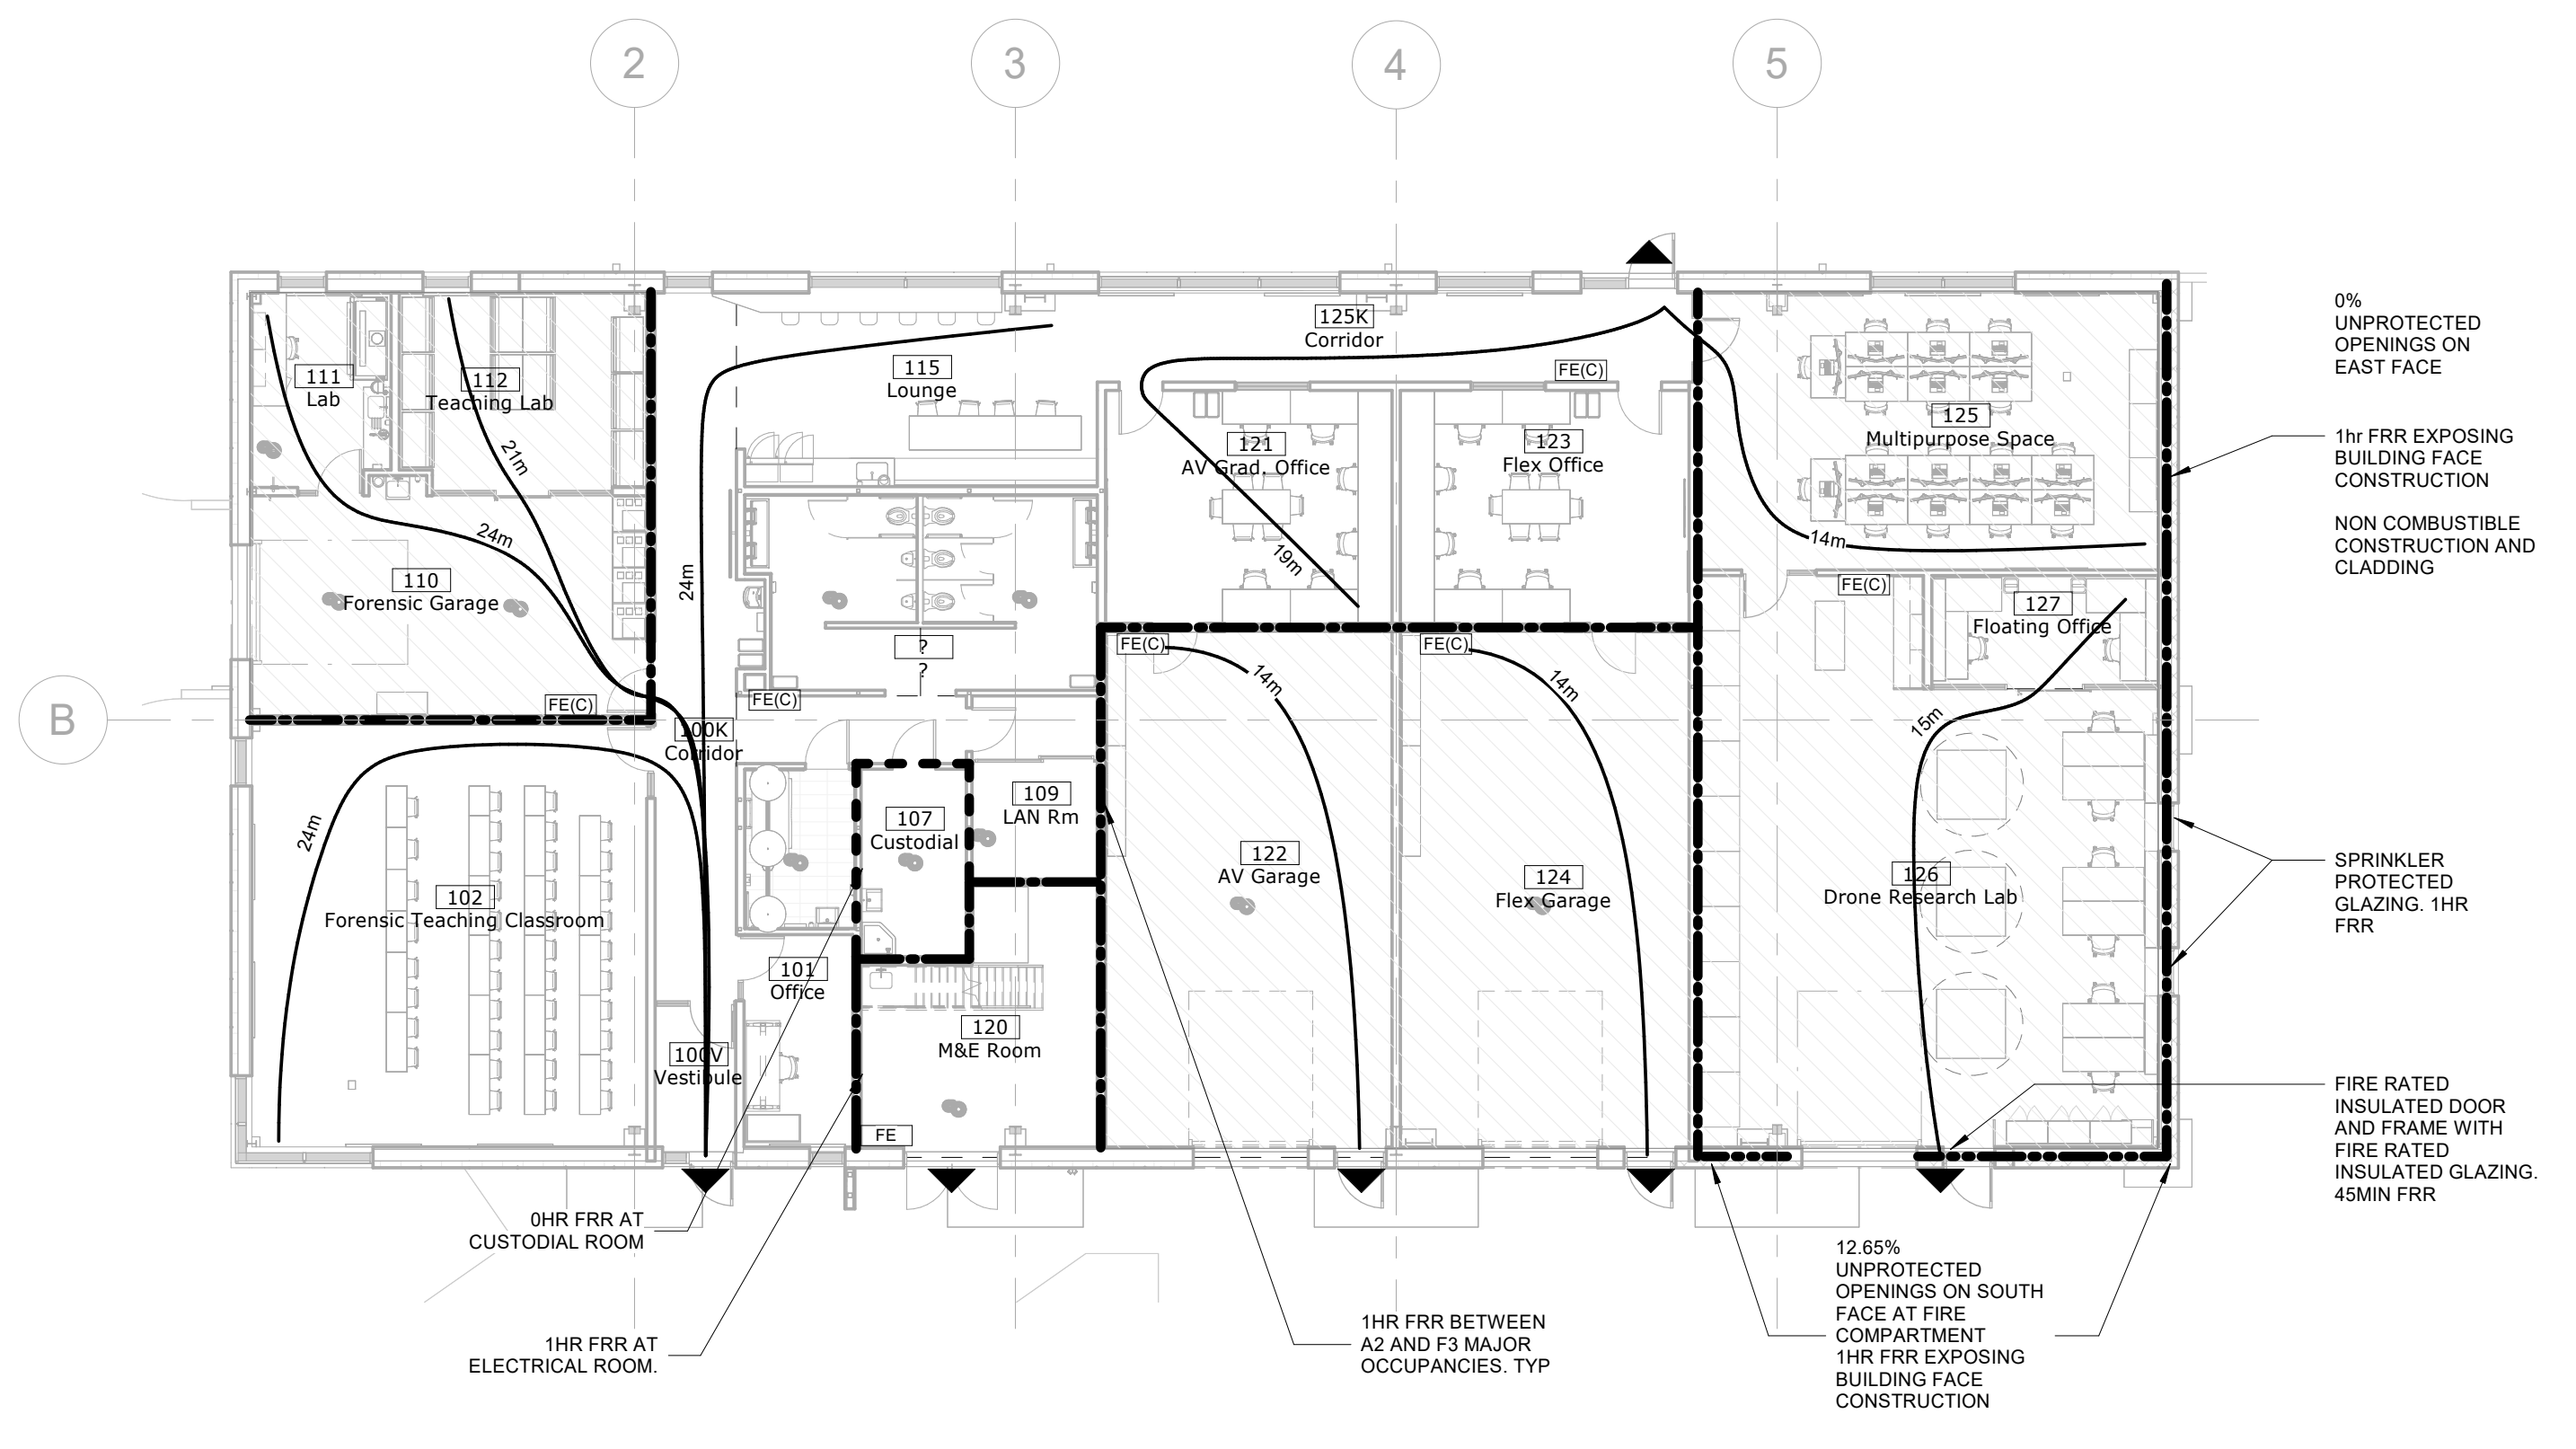 2
3
4
5
B
111
Lab
112
Teaching Lab
21m
24m
110
Forensic Garage
FE(C)
24m
115
Lounge
125K
Corridor
FE(C)
121
AV Grad. Office
19m
123
Flex Office
125
Multipurpose Space
14m
FE(C)
127
Floating Office
?
?
FE(C)
100K
Corridor
FE(C)
14m
FE(C)
14m
15m
24m
102
Forensic Teaching Classroom
107
Custodial
109
LAN Rm
101
Office
100V
Vestibule
120
M&E Room
FE
122
AV Garage
124
Flex Garage
126
Drone Research Lab
0%
UNPROTECTED
OPENINGS ON
EAST FACE
1hr FRR EXPOSING
BUILDING FACE
CONSTRUCTION
NON COMBUSTIBLE
CONSTRUCTION AND
CLADDING
SPRINKLER
PROTECTED
GLAZING. 1HR
FRR
FIRE RATED
INSULATED DOOR
AND FRAME WITH
FIRE RATED
INSULATED GLAZING.
45MIN FRR
0HR FRR AT
CUSTODIAL ROOM
1HR FRR AT
ELECTRICAL ROOM.
1HR FRR BETWEEN
A2 AND F3 MAJOR
OCCUPANCIES. TYP
12.65%
UNPROTECTED
OPENINGS ON SOUTH
FACE AT FIRE
COMPARTMENT
1HR FRR EXPOSING
BUILDING FACE
CONSTRUCTION